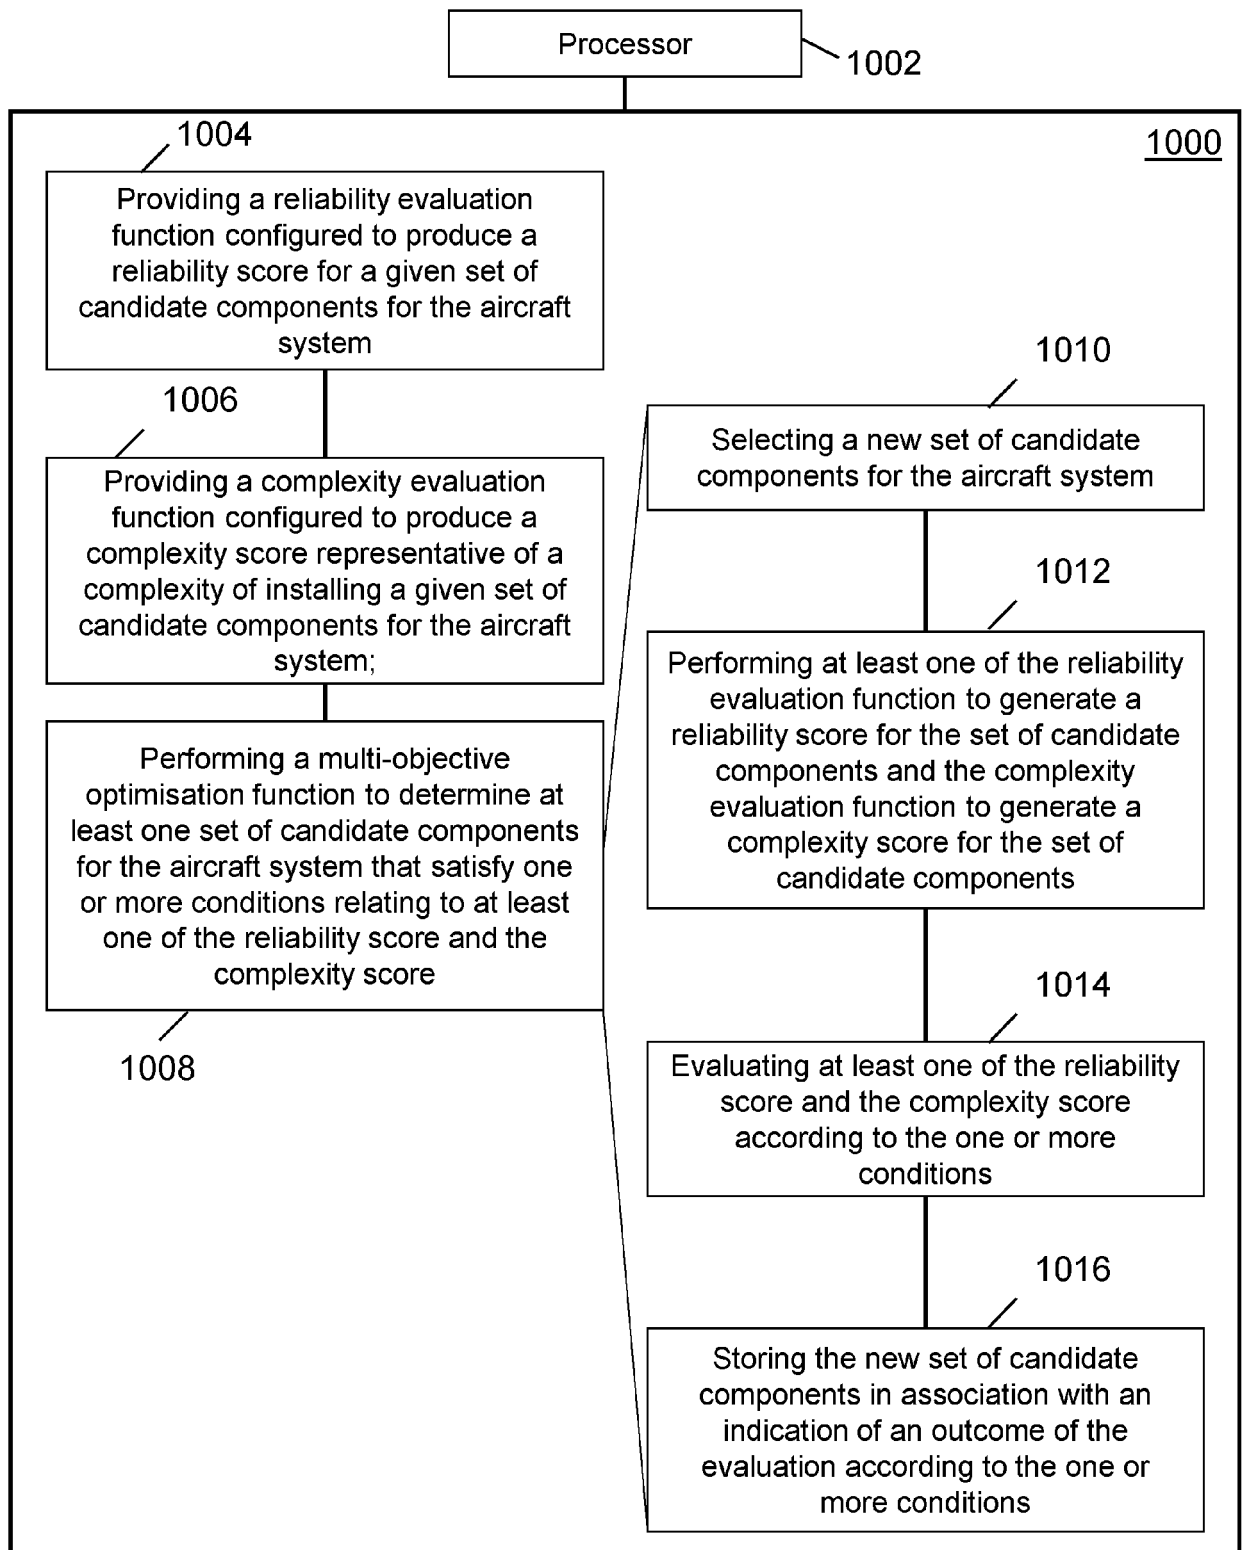 Processor
1002
1000
1004
Providing a reliability evaluation
function configured to produce a
reliability score for a given set of
candidate components for the aircraft
system
1006
Providing a complexity evaluation
function configured to produce a
complexity score representative of a
complexity of installing a given set of
candidate components for the aircraft
system;
Performing a multi-objective
optimisation function to determine at
least one set of candidate components
for the aircraft system that satisfy one
or more conditions relating to at least
one of the reliability score and the
complexity score
1008
1010
Selecting a new set of candidate
components for the aircraft system
1012
Performing at least one of the reliability
evaluation function to generate a
reliability score for the set of candidate
components and the complexity
evaluation function to generate a
complexity score for the set of
candidate components
1014
Evaluating at least one of the reliability
score and the complexity score
according to the one or more
conditions
1016
Storing the new set of candidate
components in association with an
indication of an outcome of the
evaluation according to the one or
more conditions